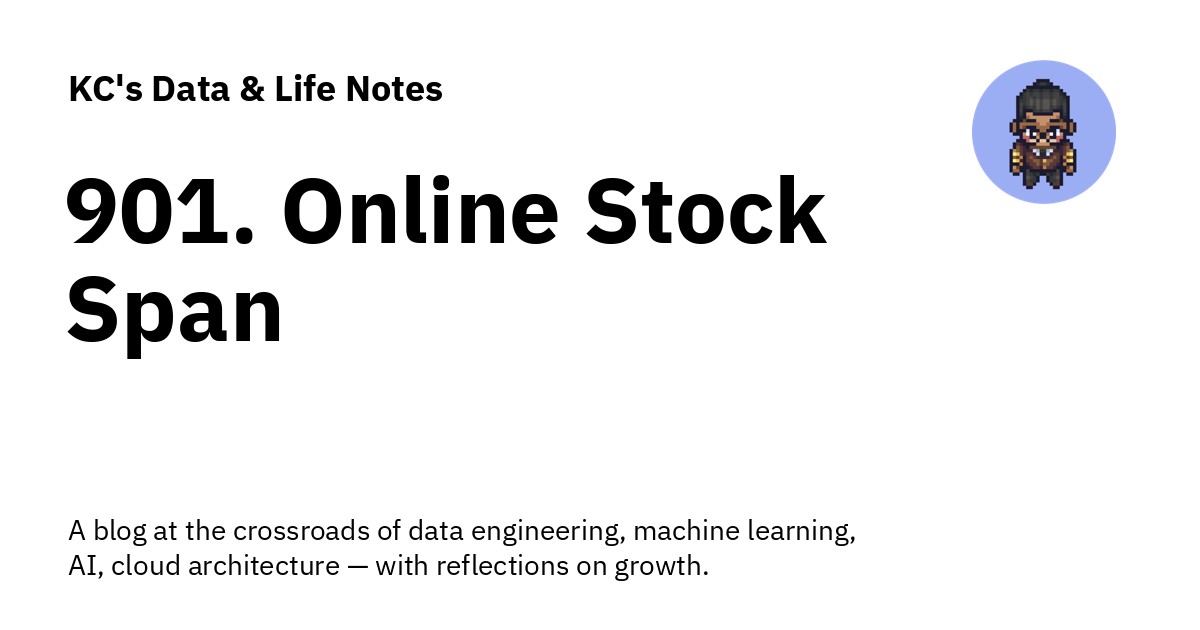 KC's Data & Life Notes
901. Online Stock
Span
A blog at the crossroads of data engineering, machine learning,
AI, cloud architecture — with reflections on growth.